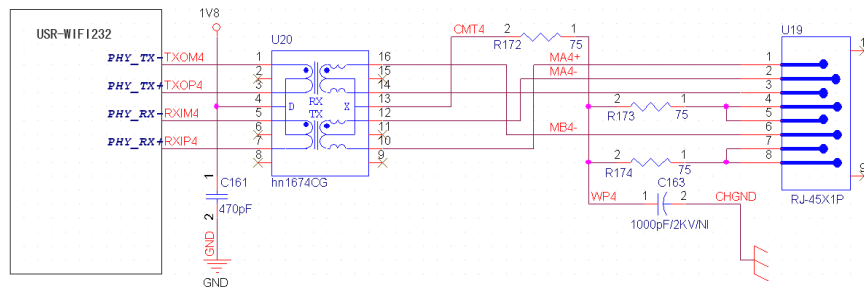 1V8
CMT4 2 1
USR-WIFI232
U20
R172 75
U19
PHY_TX- TXOM4 1 16 MA4+ 1
PHY_TX+ TXOP4 2 15 MA4- 2
3 RX 14 3
PHY_RX- RXIM4 4 D X 13 2 1 4
5 TX 12 R173 75 5
PHY_RX+ RXIP4 6 11 MB4- 6
7 10 7
8 9 2 1 8
hn1674CG
R174 75
C161
1
470pF
2
WP4 1 C163 2 CHGND
1000pF/2KV/NI
RJ-45X1P
GND
GND